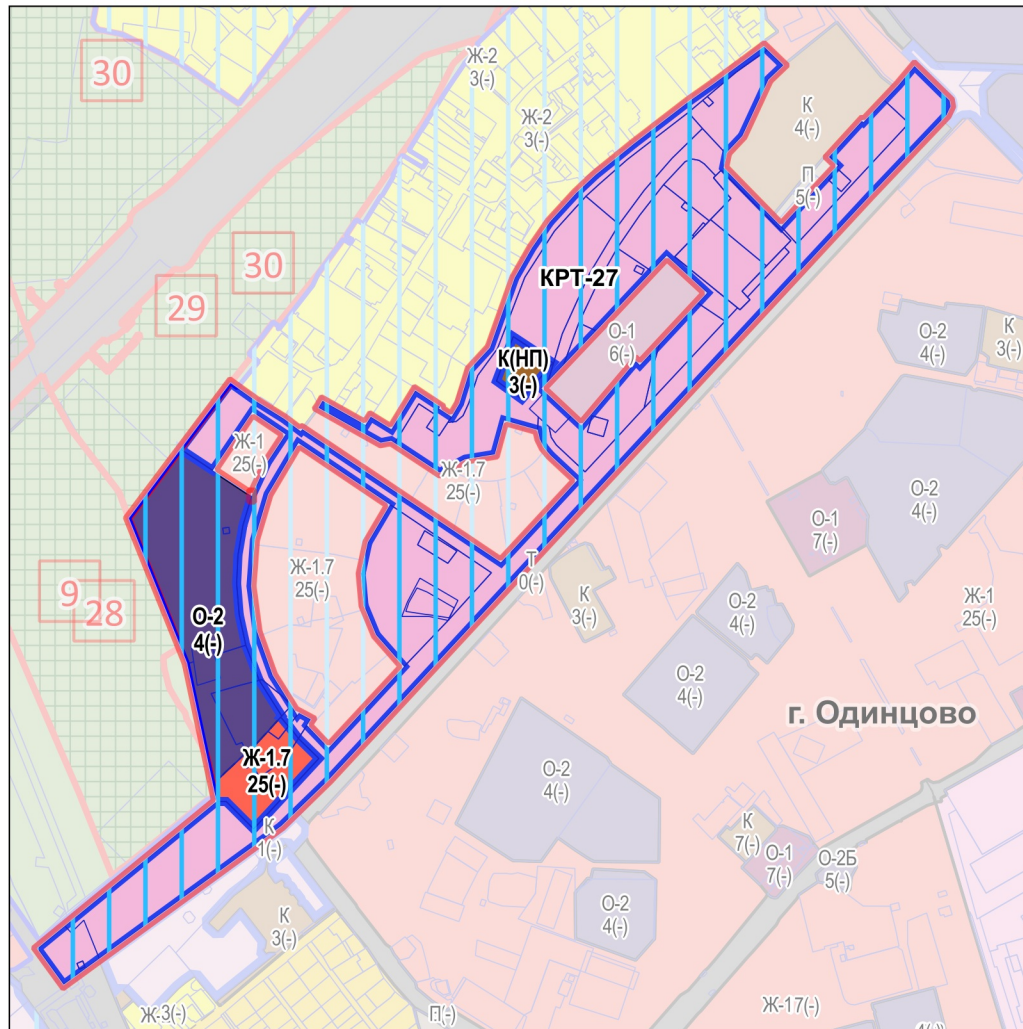 30
Ж-2
3(-)
Ж-2
3(-)
К
4(-)
П
5(-)
30
29
КРТ-27
О-1
6(-)
К(НП)
3(-)
О-2
4(-)
К
3(-)
Ж-1
25(-)
Ж-1.7
25(-)
О-2
4(-)
О-1
7(-)
Т
0(-)
Ж-1.7
25(-)
К
3(-)
О-2
4(-)
Ж-1
25(-)
9
28
О-2
4(-)
О-2
4(-)
г. Одинцово
Ж-1.7
25(-)
О-2
4(-)
К
1(-)
К
7(-)
О-1
7(-)
О-2Б
5(-)
О-2
4(-)
К
3(-)
Ж-3(-)
П(-)
Ж-17(-)
4(-)